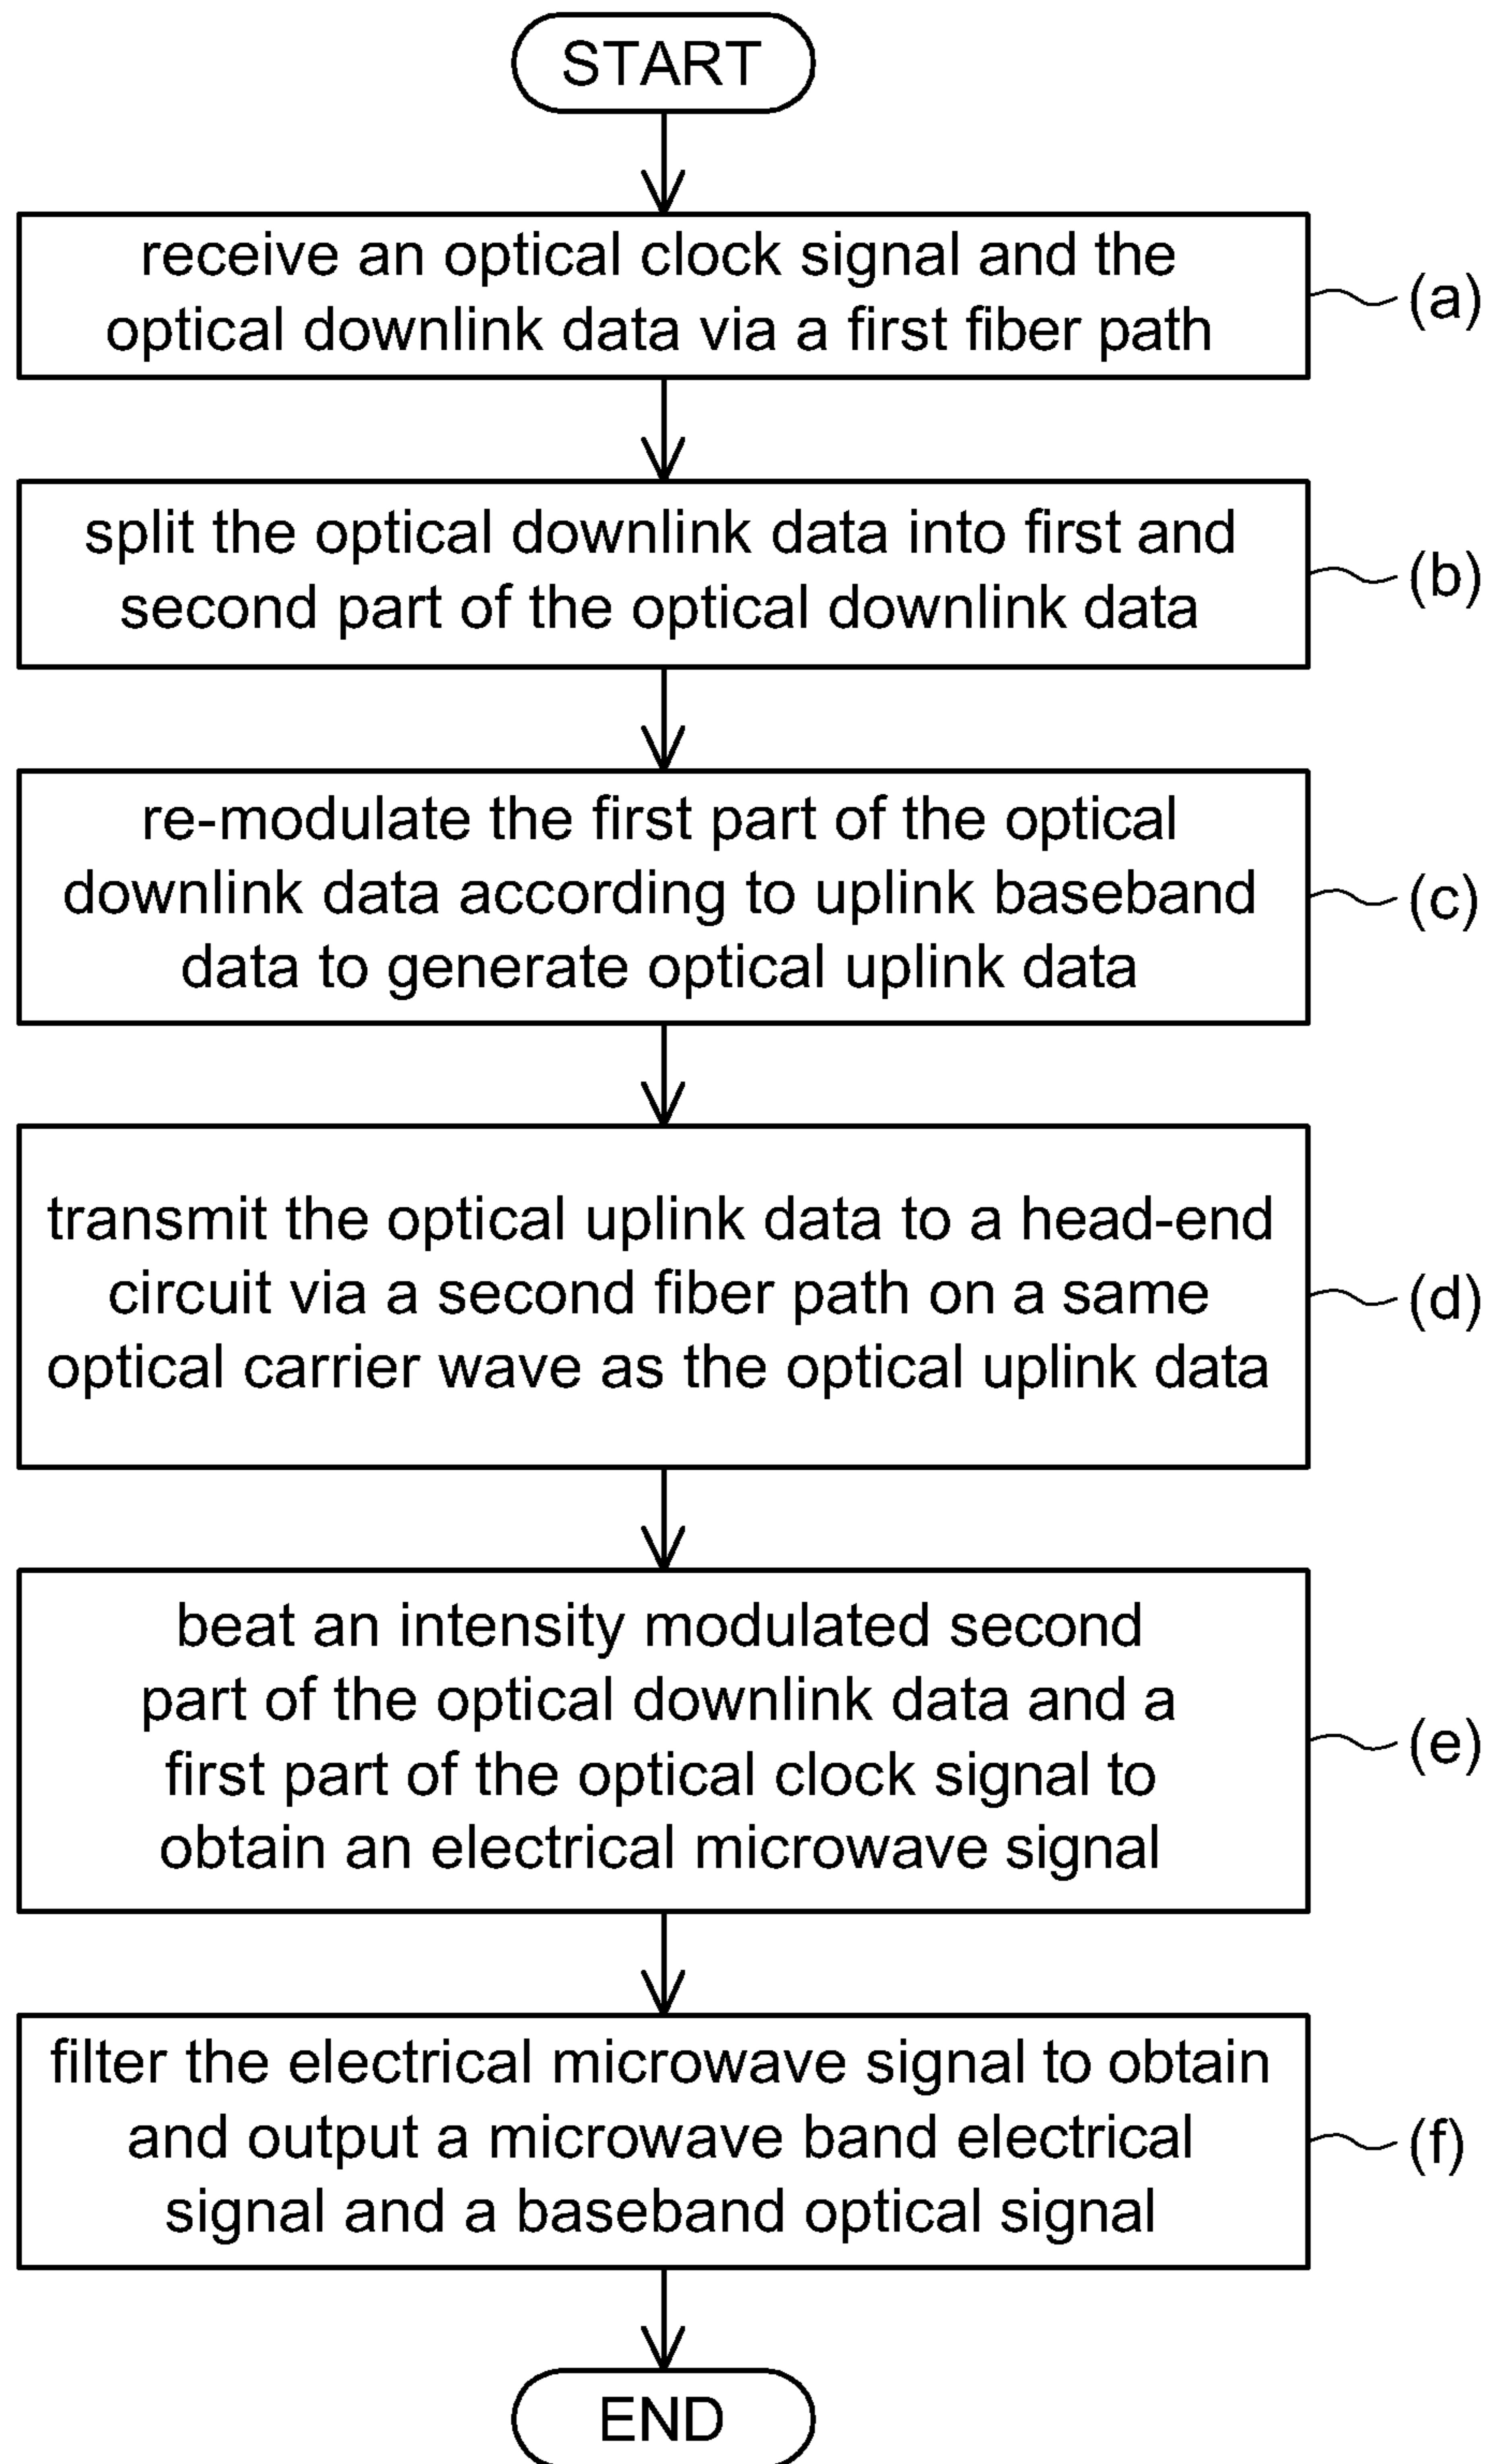 START
receive an optical clock signal and the
optical downlink data via a first fiber path
(a)
split the optical downlink data into first and
second part of the optical downlink data
(b)
re-modulate the first part of the optical
downlink data according to uplink baseband
data to generate optical uplink data
(c)
transmit the optical uplink data to a head-end
circuit via a second fiber path on a same
optical carrier wave as the optical uplink data
(d)
beat an intensity modulated second
part of the optical downlink data and a
first part of the optical clock signal to
obtain an electrical microwave signal
(e)
filter the electrical microwave signal to obtain
and output a microwave band electrical
signal and a baseband optical signal
(f)
END